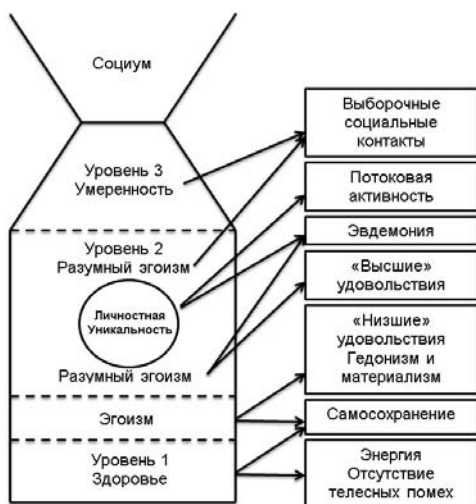 Социум
Уровень 3
Умеренность
Уровень 2
Разумный эгоизм
Личностная
Уникальность
Разумный эгоизм
Эгоизм
Уровень 1
Здоровье
Выборочные
социальные
контакты
Потоковая
активность
Эвдемония
«Высшие»
удовольствия
«Низшие»
удовольствия
Гедонизм и
материализм
Самосохранение
Энергия
Отсутствие
телесных помех